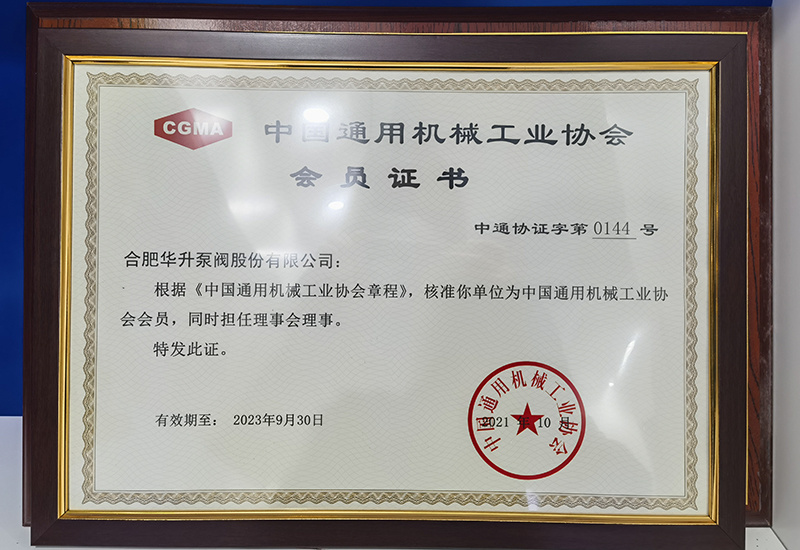 CGMA
中国通用机械工业协会
会员证书
中通协证字第 0144 号
合肥华升泵阀股份有限公司：
根据《中国通用机械工业协会章程》，核准你单位为中国通用机械工业协
会会员，同时担任理事会理事。
特发此证。
中国通用机械工业协会
有效期至： 2023年9月30日
2021 年 10 月